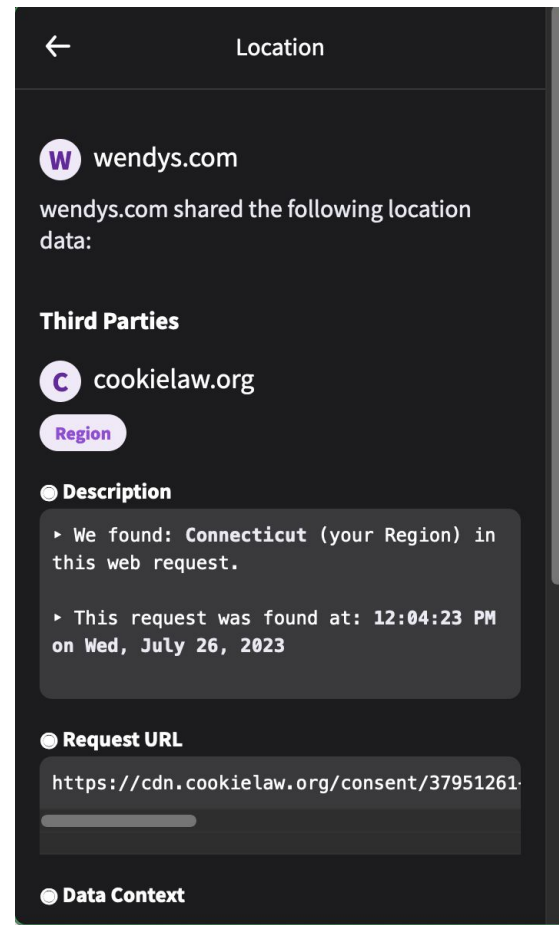 Location
W wendys.com
wendys.com shared the following location
data:
Third Parties
C cookielaw.org
Region
Description
‣ We found: Connecticut (your Region) in
this web request.
‣ This request was found at: 12:04:23 PM
on Wed, July 26, 2023
Request URL
https://cdn.cookielaw.org/consent/37951261-
Data Context